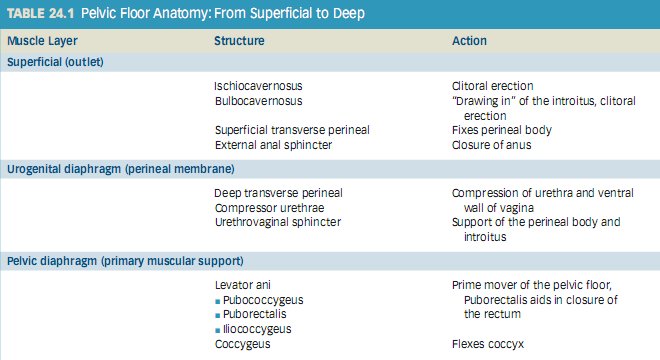 TABLE 24.1 Pelvic Floor Anatomy: From Superficial to Deep
Muscle Layer Structure Action
Superficial (outlet)
Ischiocavernosus Clitoral erection
Bulbocavernosus “Drawing in” of the introitus, clitoral
erection
Superficial transverse perineal Fixes perineal body
External anal sphincter Closure of anus
Urogenital diaphragm (perineal membrane)
Deep transverse perineal Compression of urethra and ventral
Compressor urethrae wall of vagina
Urethrovaginal sphincter Support of the perineal body and
introitus
Pelvic diaphragm (primary muscular support)
Levator ani Prime mover of the pelvic floor,
▪ Pubococcygeus Puborectalis aids in closure of
▪ Puborectalis the rectum
▪ Iliococcygeus
Coccygeus Flexes coccyx